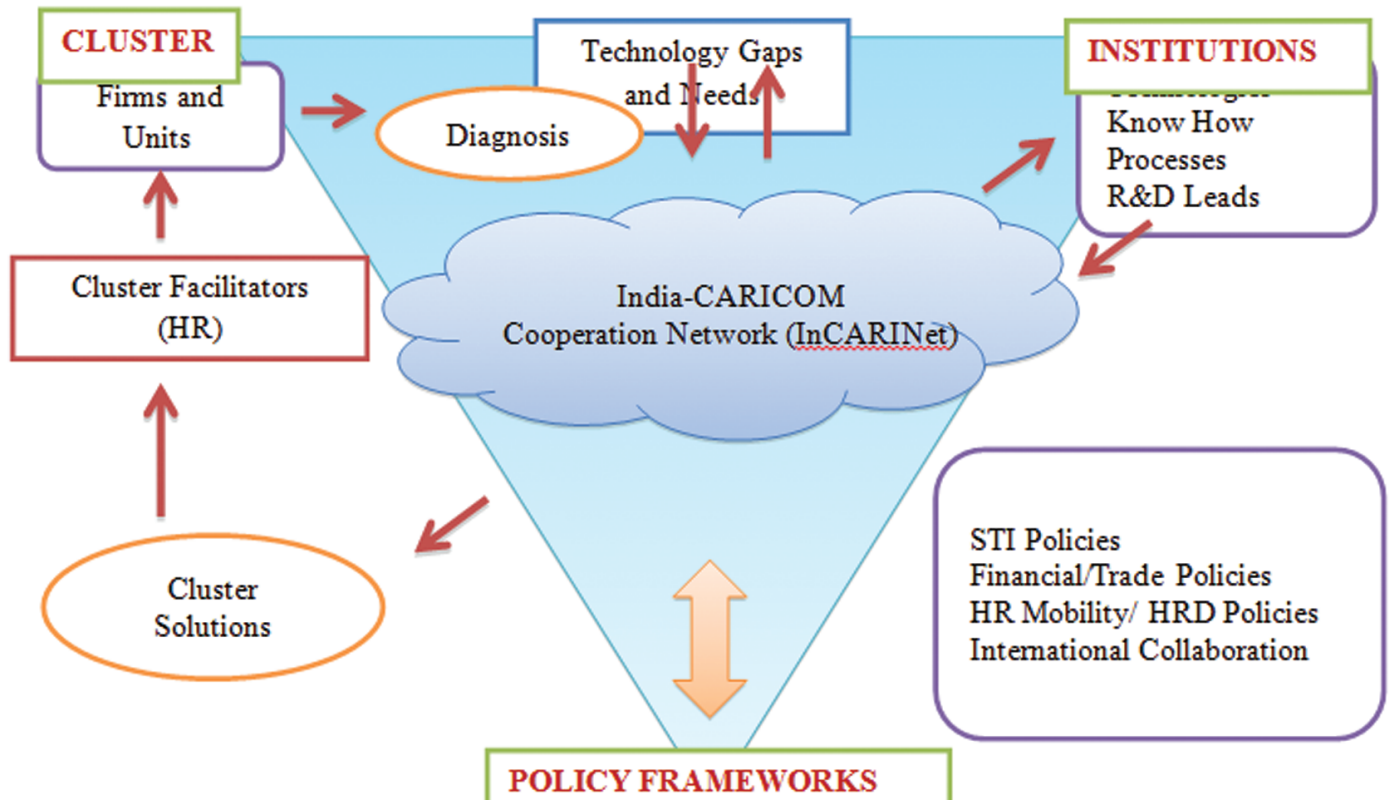 CLUSTER
Firms and
Units
Diagnosis
Technology Gaps
and Needs
INSTITUTIONS
Know How
Processes
R&D Leads
Cluster Facilitators
(HR)
India-CARICOM
Cooperation Network (InCARINet)
Cluster
Solutions
STI Policies
Financial/Trade Policies
HR Mobility/ HRD Policies
International Collaboration
POLICY FRAMEWORKS